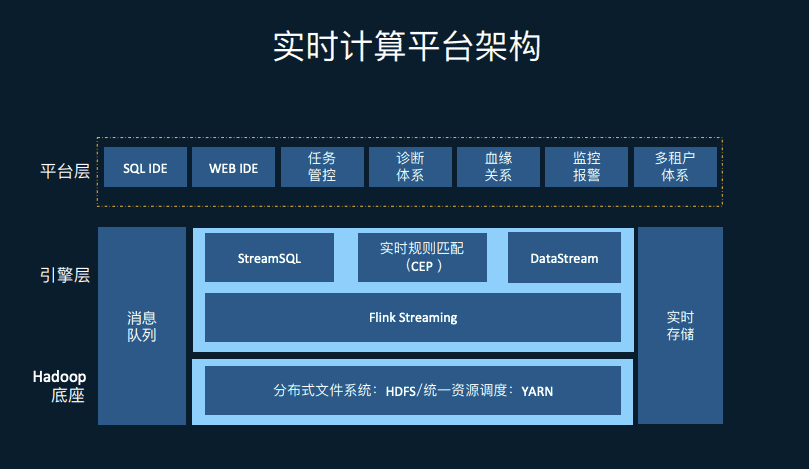 实时计算平台架构
平台层
SQL IDE
WEB IDE
任务
管控
诊断
体系
血缘
关系
监控
报警
多租户
体系
引擎层
消息
队列
StreamSQL
实时规则匹配
（CEP ）
DataStream
Flink Streaming
实时
存储
Hadoop
底座
分布式文件系统：HDFS/统一资源调度：YARN